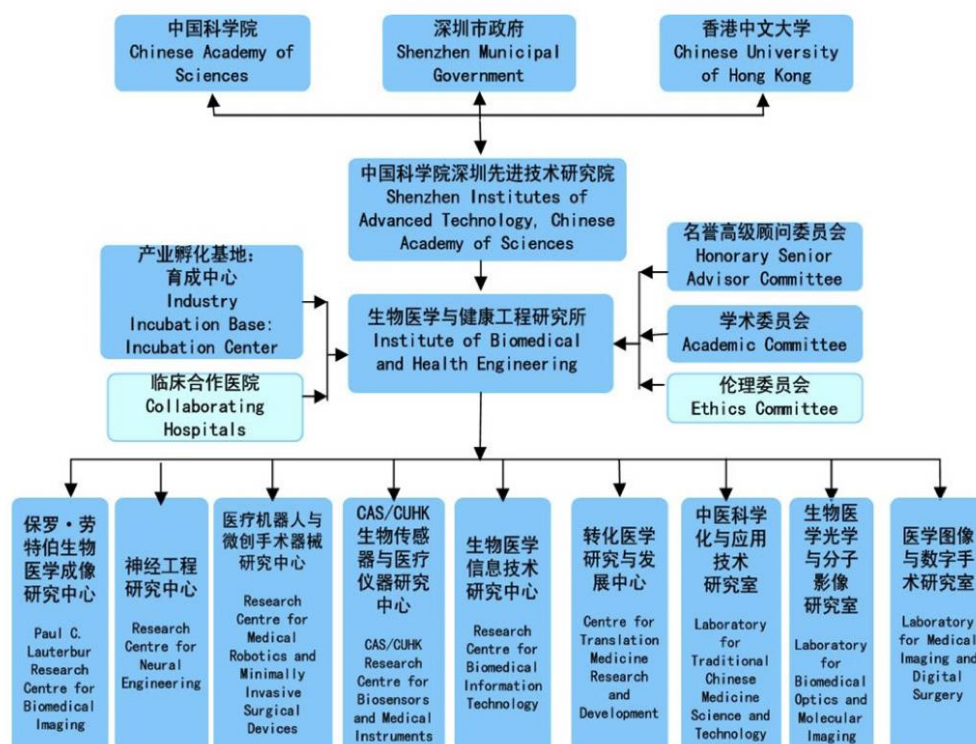 中国科学院
Chinese Academy of
Sciences
深圳市政府
Shenzhen Municipal
Government
香港中文大学
Chinese University
of Hong Kong
中国科学院深圳先进技术研究院
Shenzhen Institutes of
Advanced Technology, Chinese
Academy of Sciences
产业孵化基地:
育成中心
Industry
Incubation Base:
Incubation Center
临床合作医院
Collaborating
Hospitals
生物医学与健康工程研究所
Institute of Biomedical
and Health Engineering
名誉高级顾问委员会
Honorary Senior
Advisor Committee
学术委员会
Academic Committee
伦理委员会
Ethics Committee
保罗·劳
特伯生物
医学成像
研究中心
Paul C.
Lauterbur
Research
Centre for
Biomedical
Imaging
神经工程
研究中心
Research
Centre for
Neural
Engineering
医疗机器人与
微创手术器械
研究中心
Research
Centre for
Medical
Robotics and
Minimally
Invasive
Surgical
Devices
CAS/CUHK
生物传感
器与医疗
仪器研究
中心
CAS/CUHK
Research
Centre for
Biosensors
and Medical
Instruments
生物医学
信息技术
研究中心
Research
Centre for
Biomedical
Information
Technology
转化医学
研究与发
展中心
Centre for
Translation
Medicine
Research
and
Development
中医科学
化与应用
技术
研究室
Laboratory
for
Traditional
Chinese
Medicine
Science and
Technology
生物医
学光学
与分子
影像
研究室
Laboratory
for
Biomedical
Optics and
Molecular
Imaging
医学图像
与数字手
术研究室
Laboratory
for Medical
Imaging and
Digital
Surgery